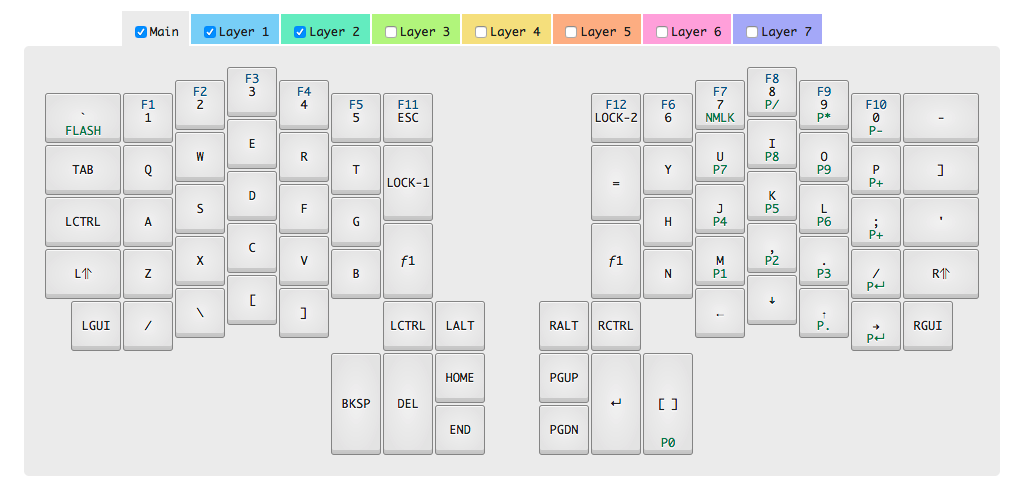 Main Layer 1 Layer 2 Layer 3 Layer 4 Layer 5 Layer 6 Layer 7
F3 F8
3 8
P/
F2 F4 F7 F9
2 4 7 9
NMLK P*
F1 F5 F11 F12 F6 F10
` 1 5 ESC LOCK-2 6 0 -
FLASH P-
E I
P8
W R U O
P7 P9
TAB Q T LOCK-1 = Y P ]
P+
D K
P5
S F J L
P4 P6
LCTRL A G H ; '
P+
C ,
P2
X V M .
P1 P3
L⇑ Z B ƒ1 ƒ1 N / R⇑
P↵
[ ↓
\ ] ← ↑
P.
LGUI / LCTRL LALT RALT RCTRL → RGUI
P↵
HOME PGUP
BKSP DEL ↵ [ ]
END PGDN
P0